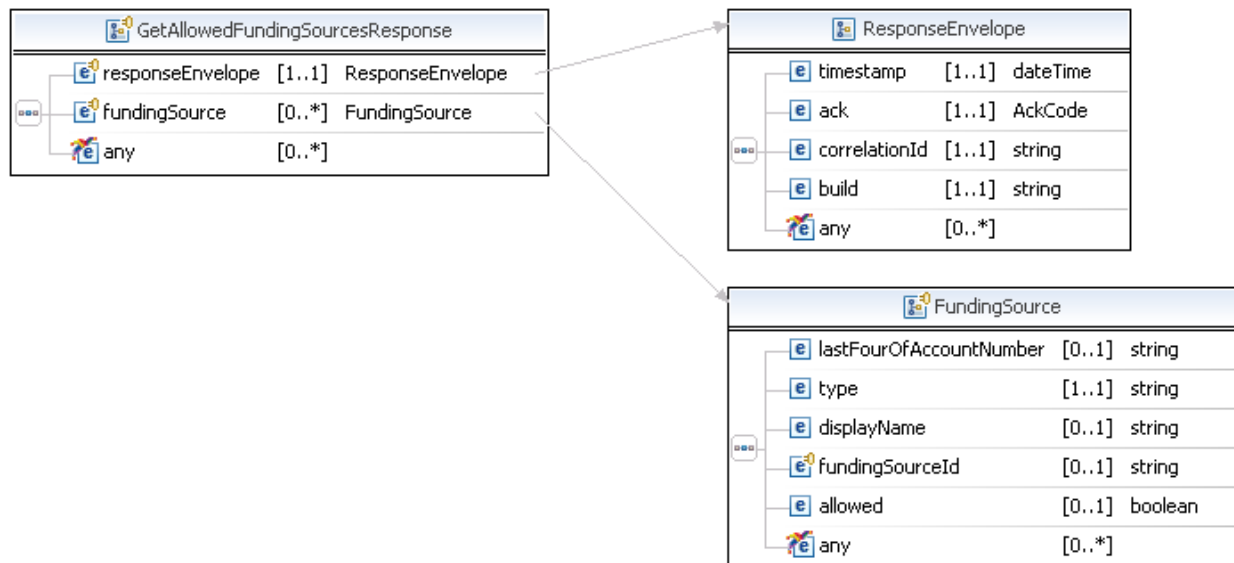 GetAllowedFundingSourcesResponse
responseEnvelope [1..1] ResponseEnvelope
fundingSource [0..*] FundingSource
any [0..*]
ResponseEnvelope
timestamp [1..1] dateTime
ack [1..1] AckCode
correlationId [1..1] string
build [1..1] string
any [0..*]
FundingSource
lastFourOfAccountNumber [0..1] string
type [1..1] string
displayName [0..1] string
fundingSourceId [0..1] string
allowed [0..1] boolean
any [0..*]